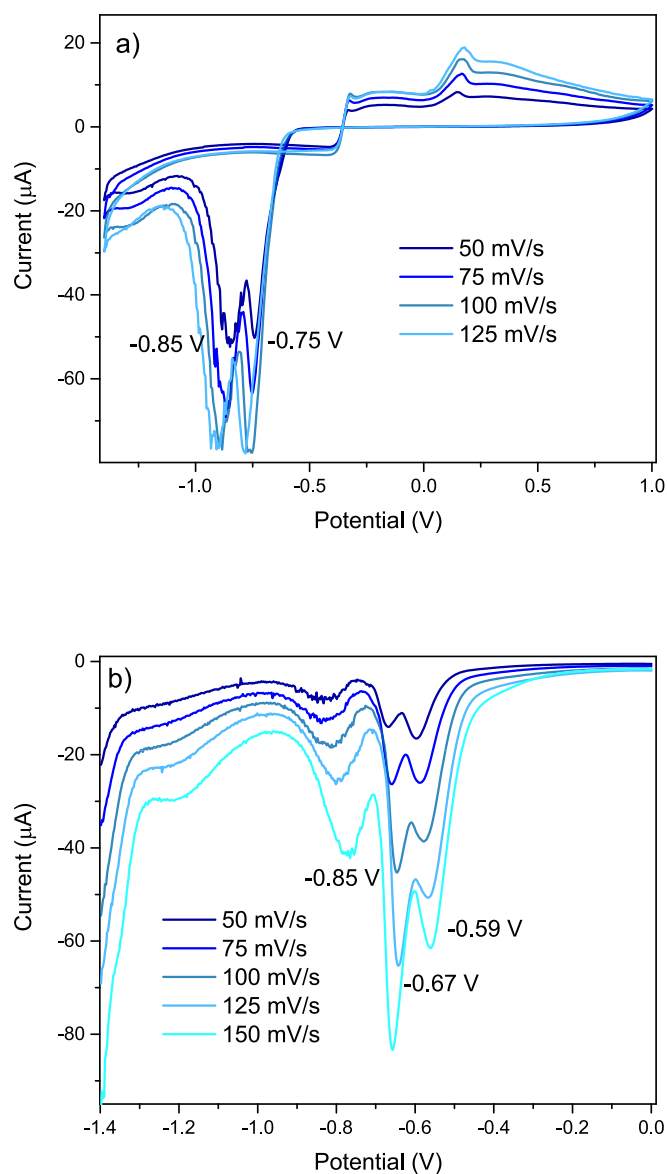 a)
20
0
-20
-40
-60
Current (μA)
50 mV/s
75 mV/s
100 mV/s
125 mV/s
-0.85 V
-0.75 V
-1.0
-0.5
0.0
0.5
1.0
Potential (V)
b)
0
-20
-40
-60
-80
Current (μA)
-0.85 V
-0.59 V
-0.67 V
50 mV/s
75 mV/s
100 mV/s
125 mV/s
150 mV/s
-1.4
-1.2
-1.0
-0.8
-0.6
-0.4
-0.2
0.0
Potential (V)